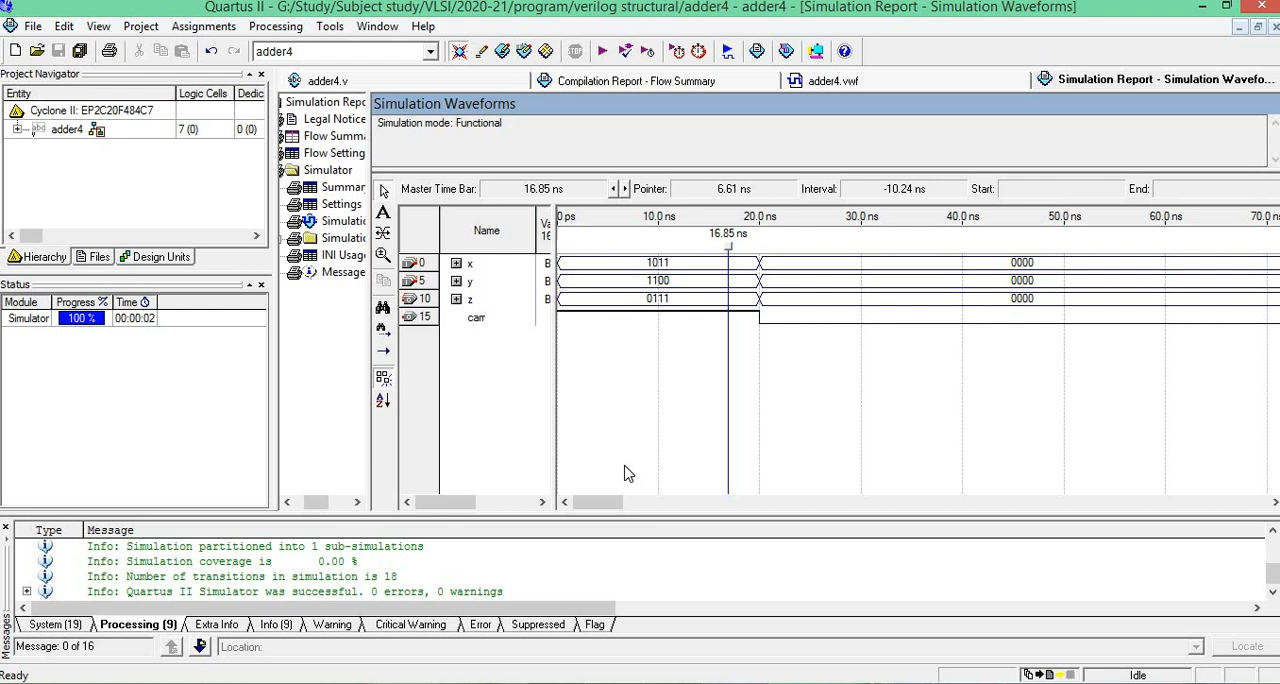 Quartus II - G:/Study/Subject study/VLSI/2020-21/program/verilog structural/adder4 - adder4 - [Simulation Report - Simulation Waveforms]
File Edit View Project Assignments Processing Tools Window Help
adder4
Project Navigator
adder4.v Compilation Report - Flow Summary adder4.vwf Simulation Report - Simulation Wavefo...
Entity Logic Cells Dedic
Cyclone II: EP2C20F484C7
adder4 7 (0) 0 (0)
Hierarchy Files Design Units
Status
Module Progress % Time
Simulator 100 % 00:00:02
Simulation Repo
Legal Notice
Flow Summa
Flow Setting
Simulator
Summar
Settings
Simulatio
Simulatio
INI Usag
Message
Simulation Waveforms
Simulation mode: Functional
Master Time Bar: 16.85 ns Pointer: 6.61 ns Interval: -10.24 ns Start: End:
Name Va 16
0 ps 10.0 ns 20.0 ns 30.0 ns 40.0 ns 50.0 ns 60.0 ns 70.0 n
16.85 ns
0 x B 1011 0000
5 y B 1100 0000
10 z B 0111 0000
15 carr
Type Message
Info: Simulation partitioned into 1 sub-simulations
Info: Simulation coverage is 0.00 %
Info: Number of transitions in simulation is 18
Info: Quartus II Simulator was successful. 0 errors, 0 warnings
System (19) Processing (9) Extra Info Info (9) Warning Critical Warning Error Suppressed Flag
Messages
Message: 0 of 16 Location: Locate
Ready Idle